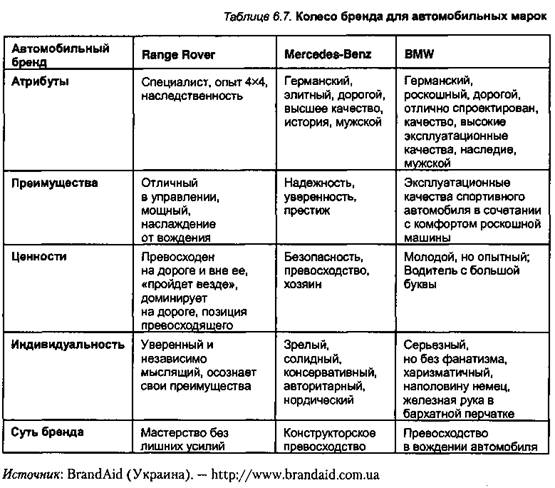 Таблице 6.7. Колесо бренда для автомобильных марок
Автомобильный
бренд
Range Rover
Mercedes-Benz
BMW
Атрибуты
Специалист, опыт 4×4,
наследственность
Германский,
элитный, дорогой,
высшее качество,
история, мужской
Германский,
роскошный, дорогой,
отлично спроектирован,
качество, высокие
эксплуатационные
качества, наследие,
мужской
Преимущества
Отличный
в управлении,
мощный,
наслаждение
от вождения
Надежность,
уверенность,
престиж
Эксплуатационные
качества спортивного
автомобиля в сочетании
с комфортом роскошной
машины
Ценности
Превосходен
на дороге и вне ее,
«пройдет везде»,
доминирует
на дороге, позиция
превосходящего
Безопасность,
превосходство,
хозяин
Молодой, но опытный;
Водитель с большой
буквы
Индивидуальность
Уверенный и
независимо
мыслящий, осознает
свои преимущества
Зрелый,
солидный,
консервативный,
авторитарный,
нордический
Серьезный,
но без фанатизма,
харизматичный,
наполовину немец,
железная рука в
бархатной перчатке
Суть бренда
Мастерство без
лишних усилий
Конструкторское
превосходство
Превосходство
в вождении автомобиля
Источник: BrandAid (Украина). – http://www.brandaid.com.ua